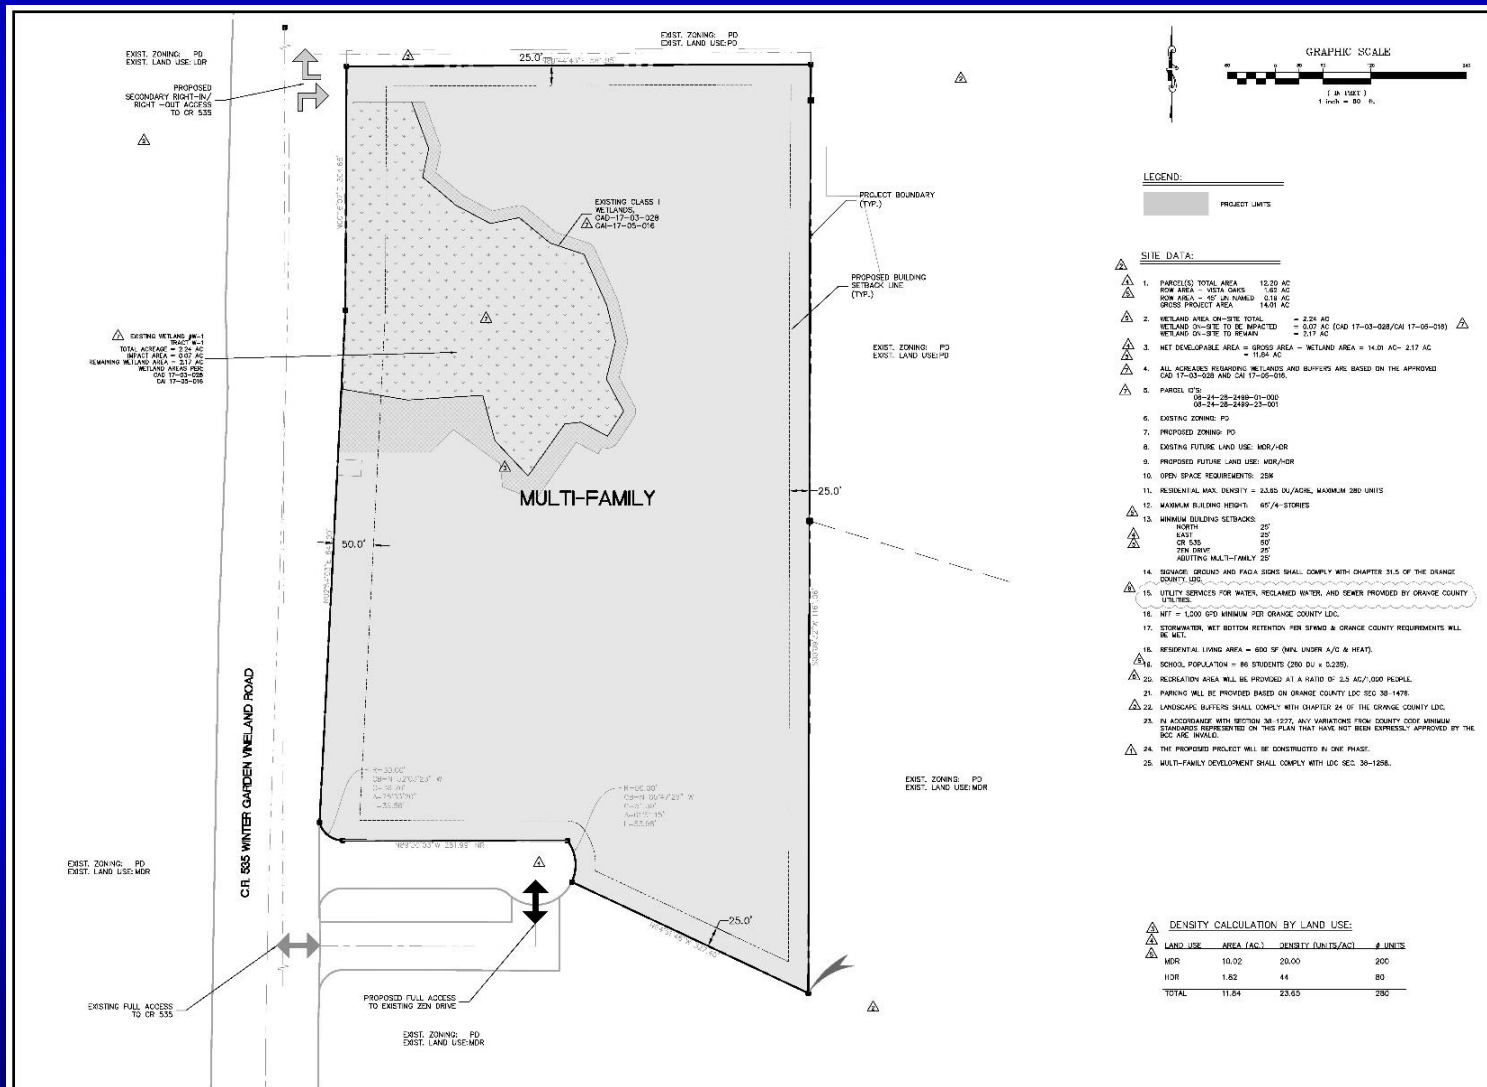 EXIST. ZONING: PD
EXIST. LAND USE:LDR
EXIST. ZONING: PD
EXIST. LAND USE:PD
PROPOSED
SECONDARY RIGHT-IN/
RIGHT -OUT ACCESS
TO CR 535
25.0'
EXISTING CLASS I
WETLANDS,
CAD-17-03-028
CAI-17-05-016
PROJECT BOUNDARY
(TYP.)
PROPOSED BUILDING
SETBACK LINE
(TYP.)
EXISTING WETLAND #W-1
TRACT W-1
TOTAL ACREAGE = 2.24 AC
IMPACT AREA = 0.07 AC
REMAINING WETLAND AREA = 2.17 AC
WETLAND AREAS PER:
CAD 17-03-028
CAI 17-05-016
EXIST. ZONING: PD
EXIST. LAND USE:PD
MULTI-FAMILY
25.0'
50.0'
C.R. 535 WINTER GARDEN VINELAND ROAD
EXIST. ZONING: PD
EXIST. LAND USE:MDR
EXIST. ZONING: PD
EXIST. LAND USE:MDR
25.0'
EXISTING FULL ACCESS
TO CR 535
PROPOSED FULL ACCESS
TO EXISTING ZEN DRIVE
EXIST. ZONING: PD
EXIST. LAND USE:MDR
GRAPHIC SCALE
( IN FEET )
1 inch = 80 ft.
LEGEND:
PROJECT LIMITS
SITE DATA:
1. PARCEL(S) TOTAL AREA 12.20 AC
ROW AREA - VISTA OAKS 1.62 AC
ROW AREA - 45' UN NAMED 0.19 AC
GROSS PROJECT AREA 14.01 AC
2. WETLAND AREA ON-SITE TOTAL = 2.24 AC
WETLAND ON-SITE TO BE IMPACTED = 0.07 AC (CAD 17-03-028/CAI 17-05-016)
WETLAND ON-SITE TO REMAIN = 2.17 AC
3. NET DEVELOPABLE AREA = GROSS AREA - WETLAND AREA = 14.01 AC- 2.17 AC
= 11.84 AC
4. ALL ACREAGES REGARDING WETLANDS AND BUFFERS ARE BASED ON THE APPROVED
CAD 17-03-028 AND CAI 17-05-016.
5. PARCEL ID'S:
6. EXISTING ZONING: PD
7. PROPOSED ZONING: PD
8. EXISTING FUTURE LAND USE: MDR/HDR
9. PROPOSED FUTURE LAND USE: MDR/HDR
10. OPEN SPACE REQUIREMENTS: 25%
11. RESIDENTIAL MAX. DENSITY = 23.65 DU/ACRE, MAXIMUM 280 UNITS
12. MAXIMUM BUILDING HEIGHT: 65'/4-STORIES
13. MINIMUM BUILDING SETBACKS:
NORTH 25'
EAST 25'
CR 535 50'
ZEN DRIVE 25'
ABUTTING MULTI-FAMILY 25'
14. SIGNAGE: GROUND AND FACIA SIGNS SHALL COMPLY WITH CHAPTER 31.5 OF THE ORANGE
COUNTY LDC.
15. UTILITY SERVICES FOR WATER, RECLAIMED WATER, AND SEWER PROVIDED BY ORANGE COUNTY
UTILITIES.
16. NFF = 1,000 GPD MINIMUM PER ORANGE COUNTY LDC.
17. STORMWATER, WET BOTTOM RETENTION PER SFWMD & ORANGE COUNTY REQUIREMENTS WILL
BE MET.
18. RESIDENTIAL LIVING AREA = 600 SF (MIN. UNDER A/C & HEAT).
19. SCHOOL POPULATION = 66 STUDENTS (280 DU x 0.235).
20. RECREATION AREA WILL BE PROVIDED AT A RATIO OF 2.5 AC/1,000 PEOPLE.
21. PARKING WILL BE PROVIDED BASED ON ORANGE COUNTY LDC SEC 38-1476.
22. LANDSCAPE BUFFERS SHALL COMPLY WITH CHAPTER 24 OF THE ORANGE COUNTY LDC.
23. IN ACCORDANCE WITH SECTION 38-1227, ANY VARIATIONS FROM COUNTY CODE MINIMUM
STANDARDS REPRESENTED ON THIS PLAN THAT HAVE NOT BEEN EXPRESSLY APPROVED BY THE
BCC ARE INVALID.
24. THE PROPOSED PROJECT WILL BE CONSTRUCTED IN ONE PHASE.
25. MULTI-FAMILY DEVELOPMENT SHALL COMPLY WITH LDC SEC. 38-1258.
DENSITY CALCULATION BY LAND USE:
LAND USE AREA (AC.) DENSITY (UNITS/AC) # UNITS
MDR 10.02 20.00 200
HDR 1.82 44 80
TOTAL 11.84 23.65 280